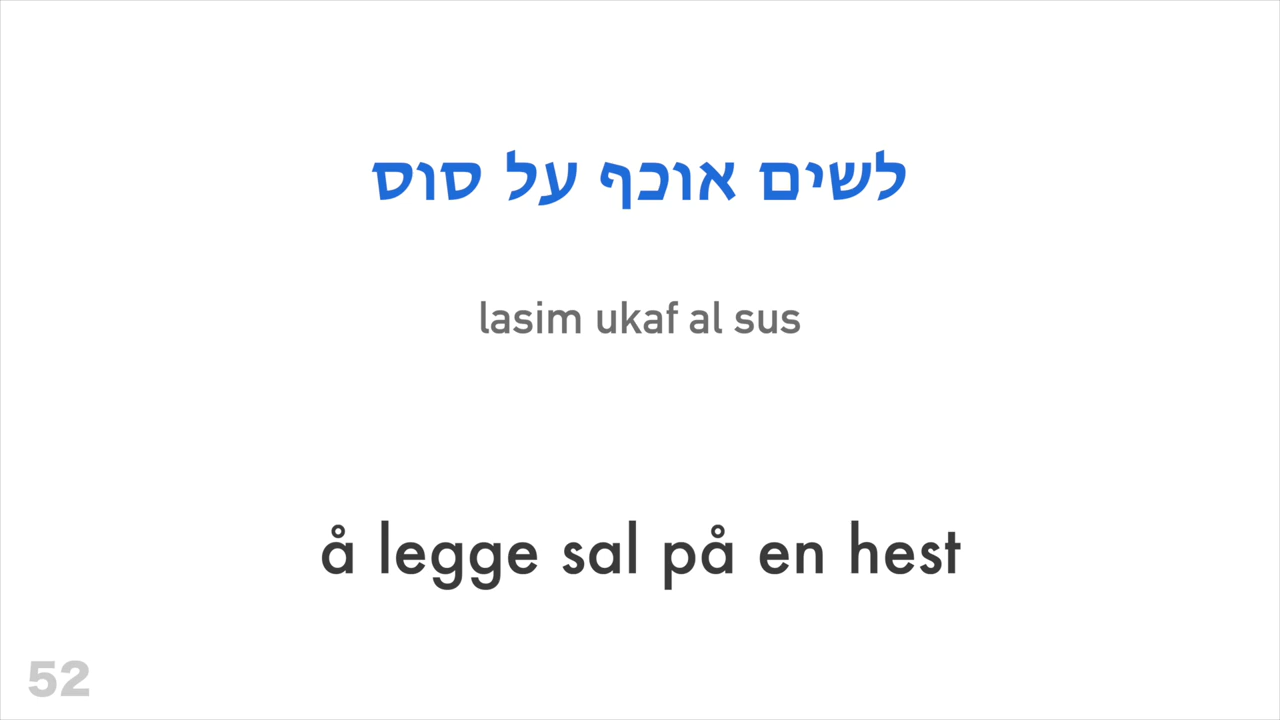 לשים אוכף על סוס
lasim ukaf al sus
å legge sal på en hest
52